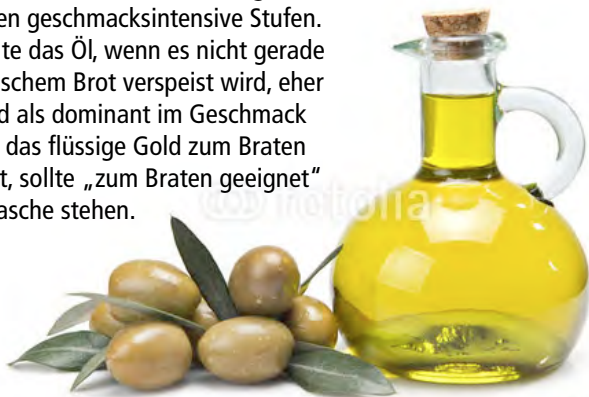 en geschmacksintensive Stufen.
te das Öl, wenn es nicht gerade
schem Brot verspeist wird, eher
d als dominant im Geschmack
das flüssige Gold zum Braten
t, sollte „zum Braten geeignet“
asche stehen.
fotolia